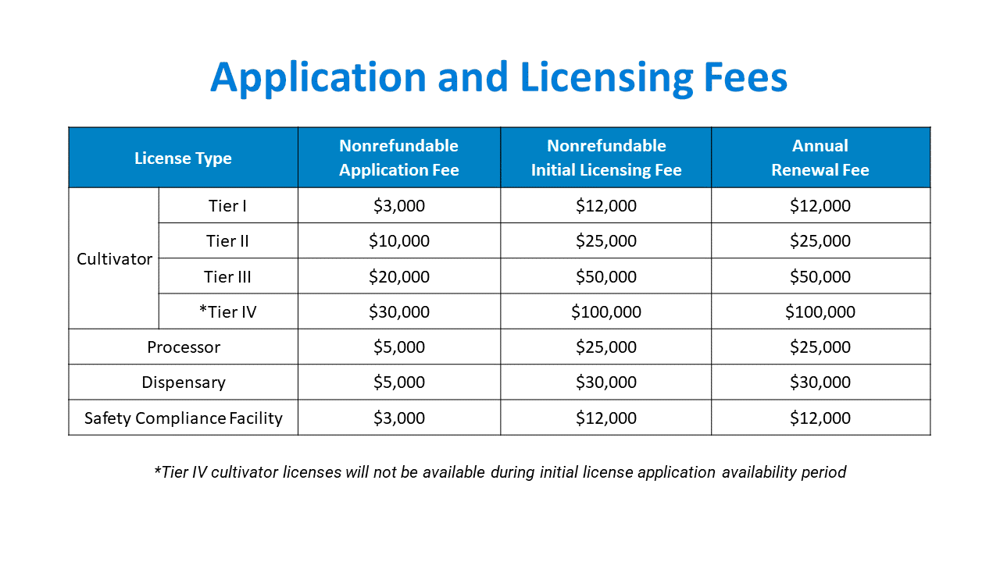 Application and Licensing Fees
License Type
Nonrefundable
Application Fee
Nonrefundable
Initial Licensing Fee
Annual
Renewal Fee
Cultivator
Tier I $3,000 $12,000 $12,000
Tier II $10,000 $25,000 $25,000
Tier III $20,000 $50,000 $50,000
*Tier IV $30,000 $100,000 $100,000
Processor $5,000 $25,000 $25,000
Dispensary $5,000 $30,000 $30,000
Safety Compliance Facility $3,000 $12,000 $12,000
*Tier IV cultivator licenses will not be available during initial license application availability period